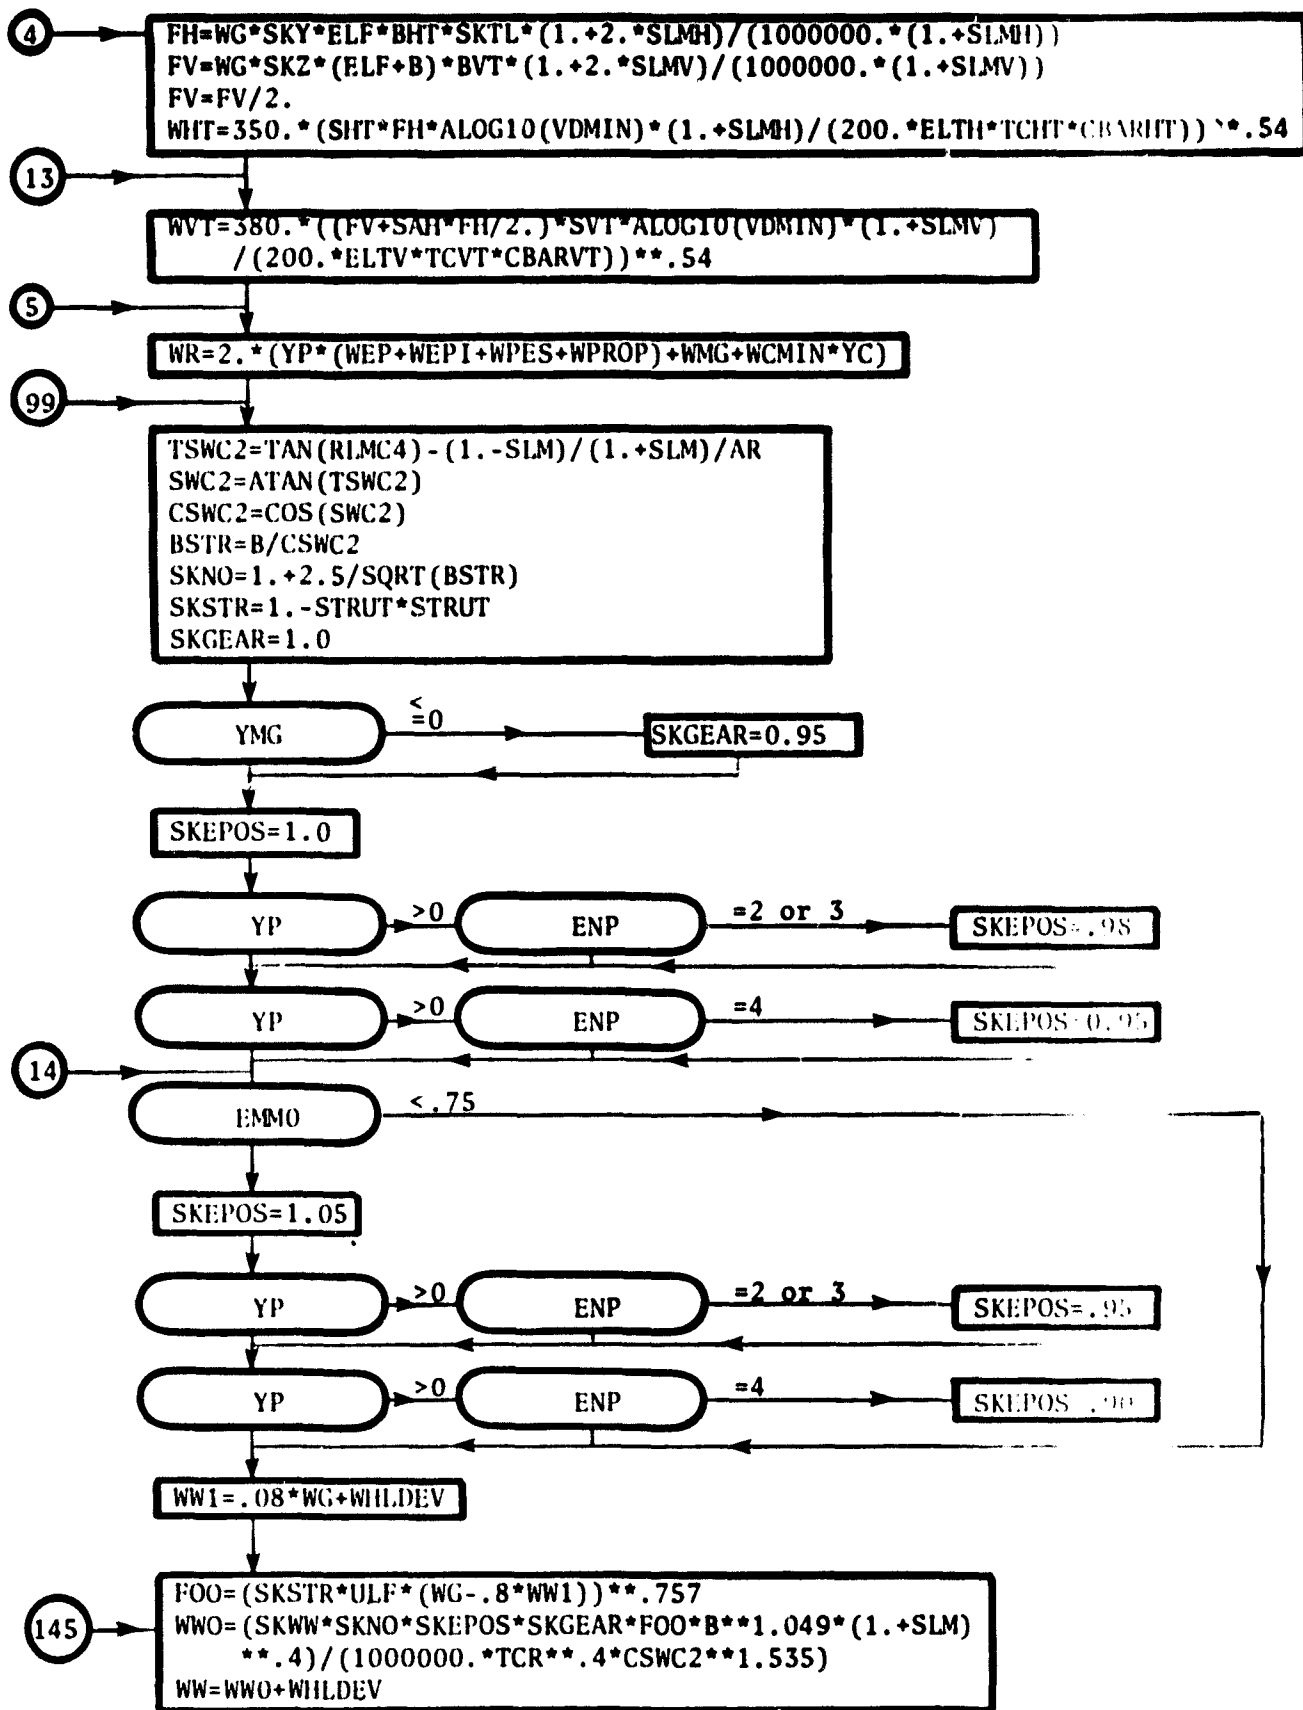 4
FH=WG*SKY*ELF*BHT*SKTL*(1.+2.*SLMH)/(1000000.*(1.+SLMH))
FV=WG*SKZ*(ELF+B)*BVT*(1.+2.*SLMV)/(1000000.*(1.+SLMV))
FV=FV/2.
WHT=350.*(SHT*FH*ALOG10(VDMIN)*(1.+SLMH)/(200.*ELTH*TCHT*CBARHT))**.54
13
WVT=380.*((FV+SAH*FH/2.)*SVT*ALOG10(VDMIN)*(1.+SLMV)
/(200.*ELTV*TCVT*CBARVT))**.54
5
WR=2.*(YP*(WEP+WEPI+WPES+WPROP)+WMG+WCMIN*YC)
99
TSWC2=TAN(RLMC4)-(1.-SLM)/(1.+SLM)/AR
SWC2=ATAN(TSWC2)
CSWC2=COS(SWC2)
BSTR=B/CSWC2
SKNO=1.+2.5/SQRT(BSTR)
SKSTR=1.-STRUT*STRUT
SKGEAR=1.0
YMG
<
=0
SKGEAR=0.95
SKEPOS=1.0
YP >0 ENP =2 or 3 SKEPOS=.98
YP >0 ENP =4 SKEPOS=0.95
14
EMMO <.75
SKEPOS=1.05
YP >0 ENP =2 or 3 SKEPOS=.95
YP >0 ENP =4 SKEPOS .90
WW1=.08*WG+WHLDEV
145
FOO=(SKSTR*ULF*(WG-.8*WW1))**.757
WWO=(SKWW*SKNO*SKEPOS*SKGEAR*FOO*B**1.049*(1.+SLM)
**.4)/(1000000.*TCR**.4*CSWC2**1.535)
WW=WWO+WHLDEV